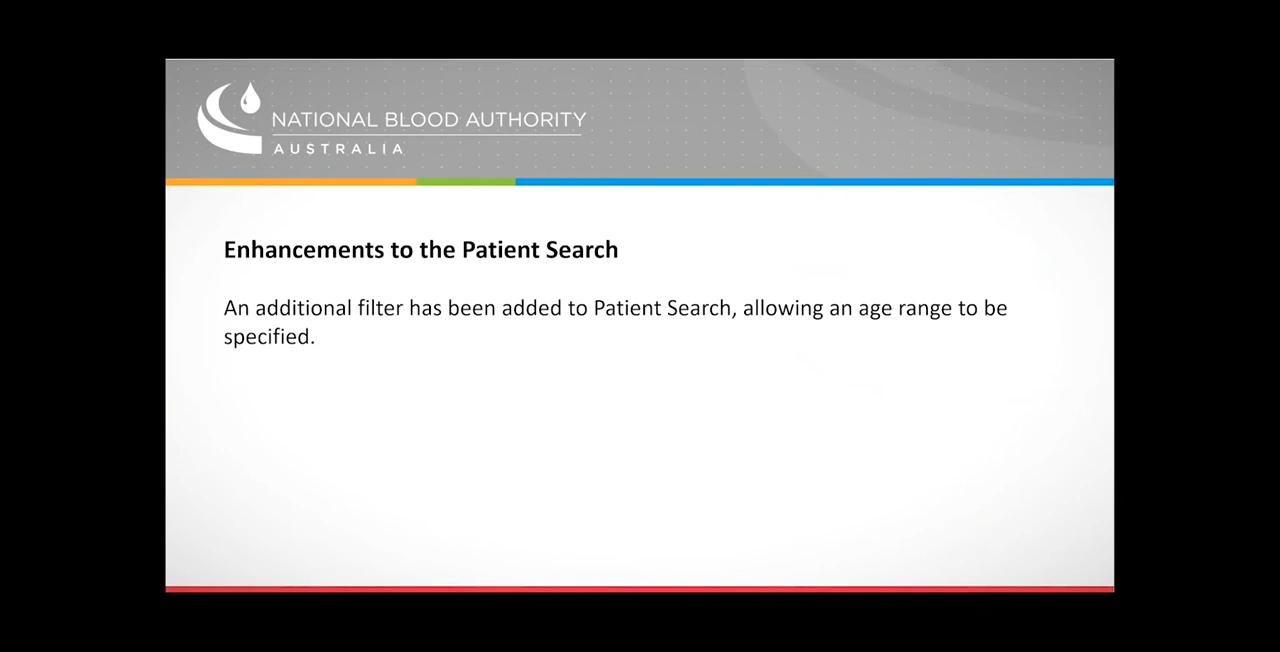 NATIONAL BLOOD AUTHORITY
AUSTRALIA
Enhancements to the Patient Search
An additional filter has been added to Patient Search, allowing an age range to be
specified.